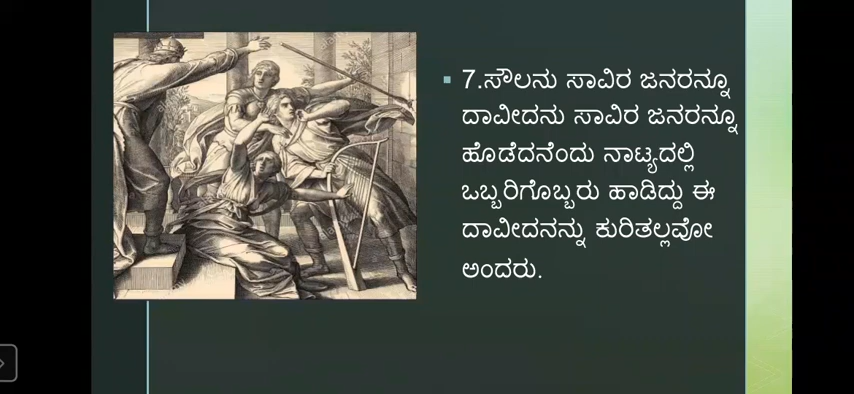 7.ಸೌಲನು ಸಾವಿರ ಜನರನ್ನೂ
ದಾವೀದನು ಸಾವಿರ ಜನರನ್ನೂ
ಹೊಡೆದನೆಂದು ನಾಟ್ಯದಲ್ಲಿ
ಒಬ್ಬರಿಗೊಬ್ಬರು ಹಾಡಿದ್ದು ಈ
ದಾವೀದನನ್ನು ಕುರಿತಲ್ಲವೋ
ಅಂದರು.